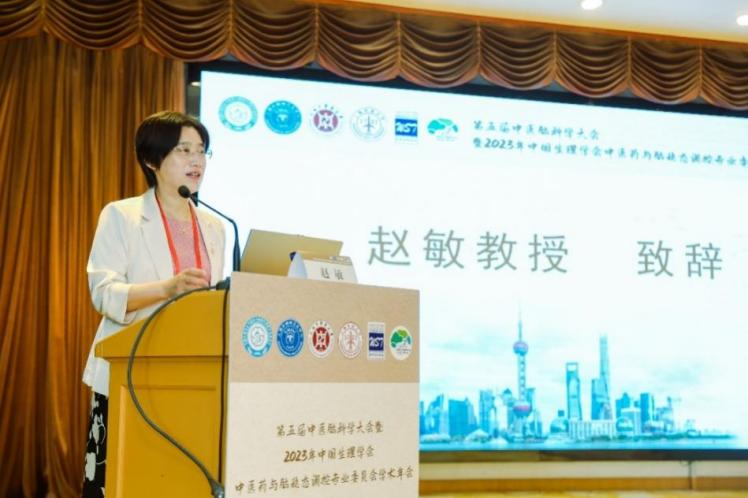 第五届中医脑科学大会
暨2023年中国生理学会中医药与脑稳态调控专业委
赵敏教授 致辞
赵敏
第五届中医脑科学大会暨
2023年中国生理学会
中医药与脑稳态调控专业委员会学术年会